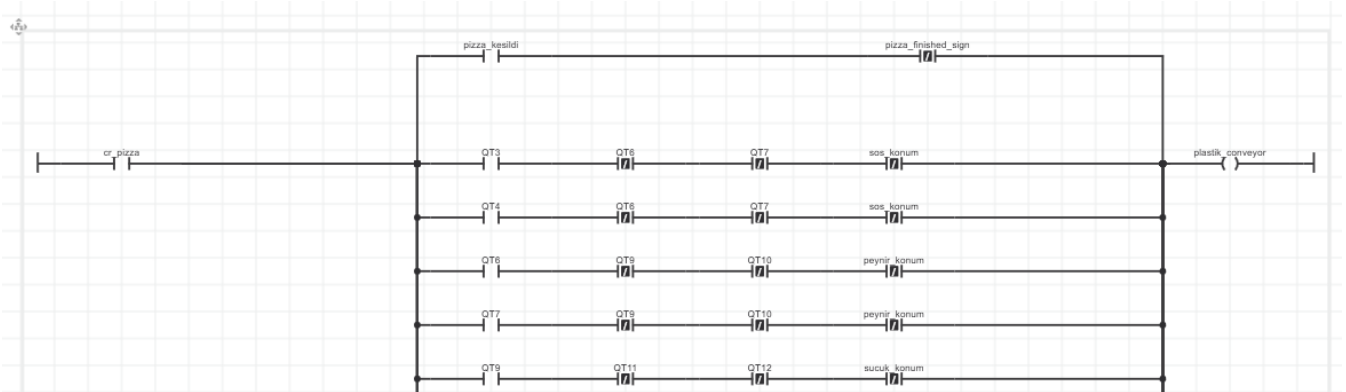 pizza_kesildi pizza_finished_sign
cr_pizza QT3 QT6 QT7 sos_konum plastik_conveyor
QT4 QT6 QT7 sos_konum
QT6 QT9 QT10 peynir_konum
QT7 QT9 QT10 peynir_konum
QT9 QT11 QT12 sucuk_konum